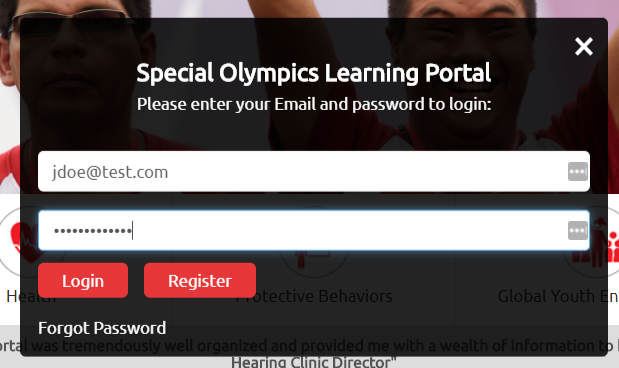 Special Olympics Learning Portal
Please enter your Email and password to login:
jdoe@test.com
•••••••••••••
Login Register
Forgot Password
Health Protective Behaviors Global Youth En
ortal was tremendously well organized and provided me with a wealth of information to
Hearing Clinic Director"